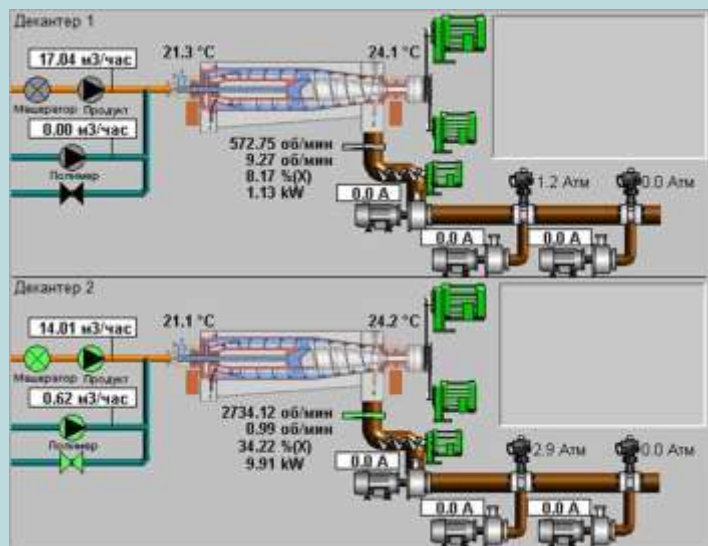 Декантер 1
17.04 м3/час
21.3 °C
24.1 °C
Мацератор
Продукт
0.00 м3/час
Полимер
572.75 об/мин
9.27 об/мин
8.17 %(X)
1.13 kW
0.0 А
1.2 Атм
0.0 Атм
0.0 А
0.0 А
Декантер 2
14.01 м3/час
21.1 °C
24.2 °C
Мацератор
Продукт
0.62 м3/час
Полимер
2734.12 об/мин
0.99 об/мин
34.22 %(X)
9.91 kW
0.0 А
2.9 Атм
0.0 Атм
0.0 А
0.0 А